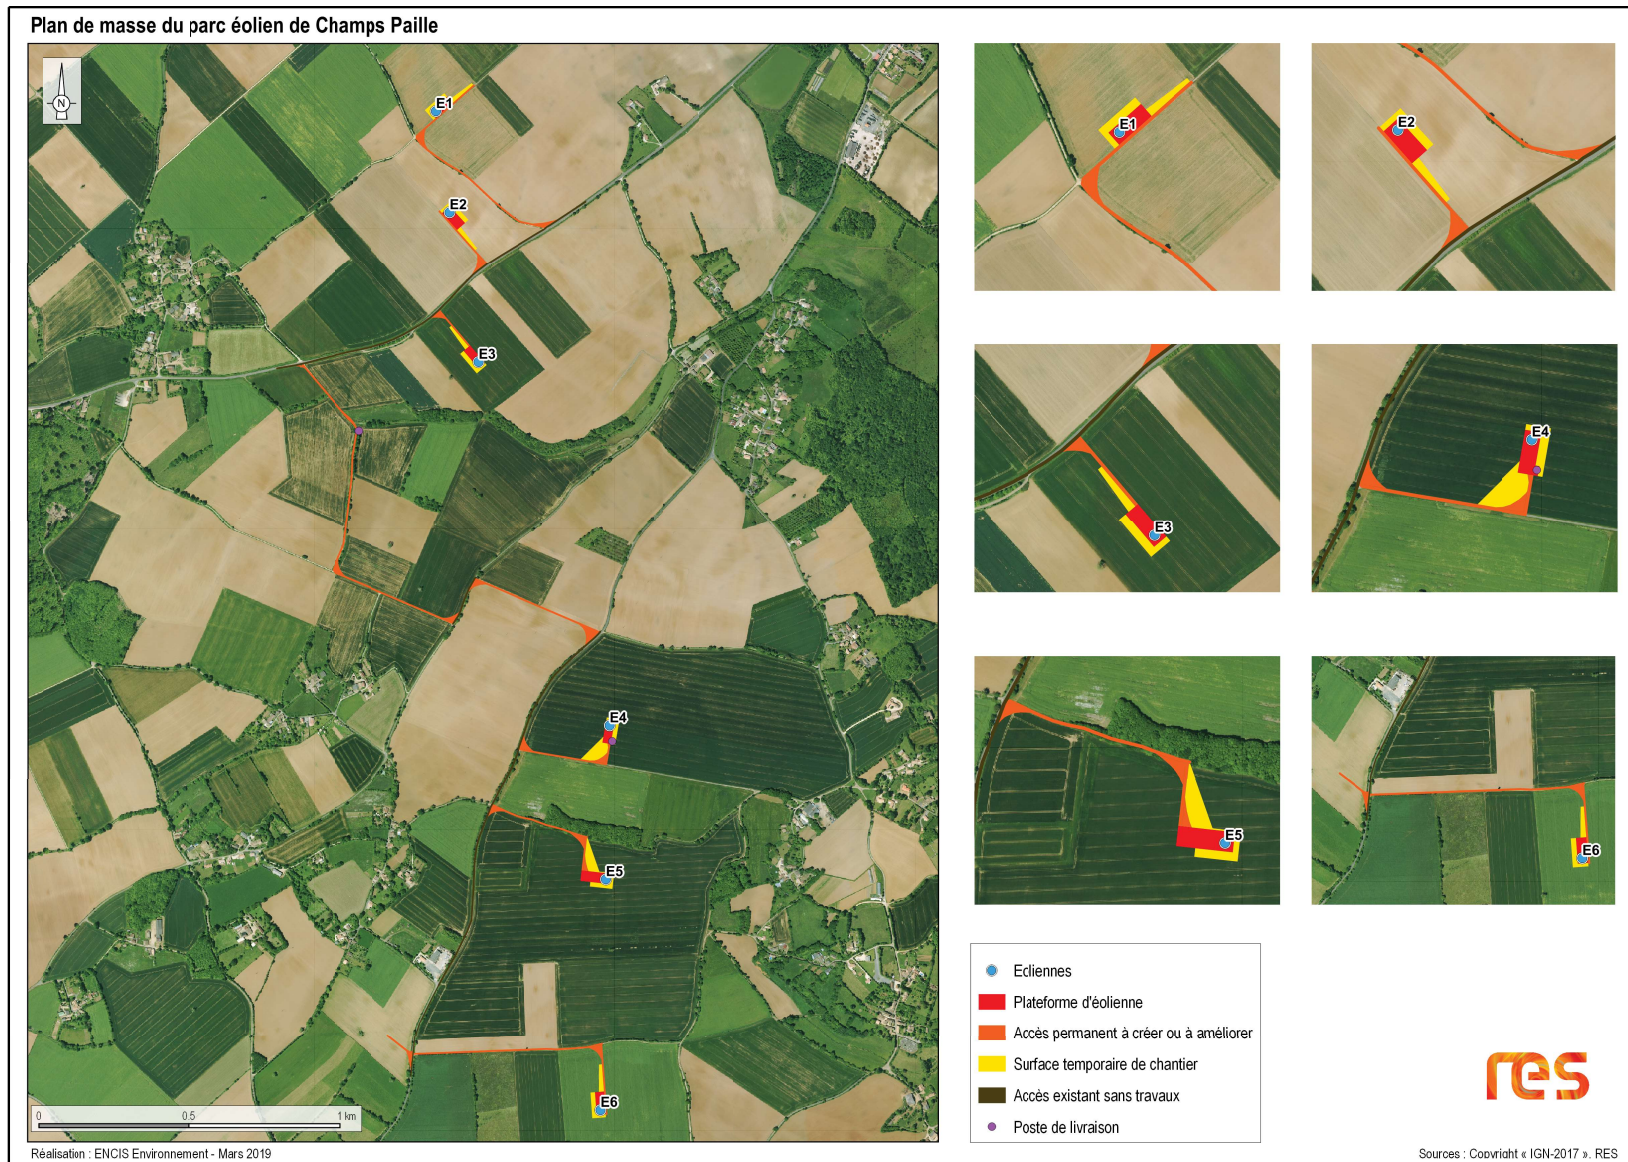 Plan de masse du parc éolien de Champs Paille
N
E1
E2
E3
E4
E5
E6
0 0.5 1 km
E1
E2
E3
E4
E5
E6
Eoliennes
Plateforme d'éolienne
Accès permanent à créer ou à améliorer
Surface temporaire de chantier
Accès existant sans travaux
Poste de livraison
res
Réalisation : ENCIS Environnement - Mars 2019
Sources : Copyright « IGN-2017 », RES